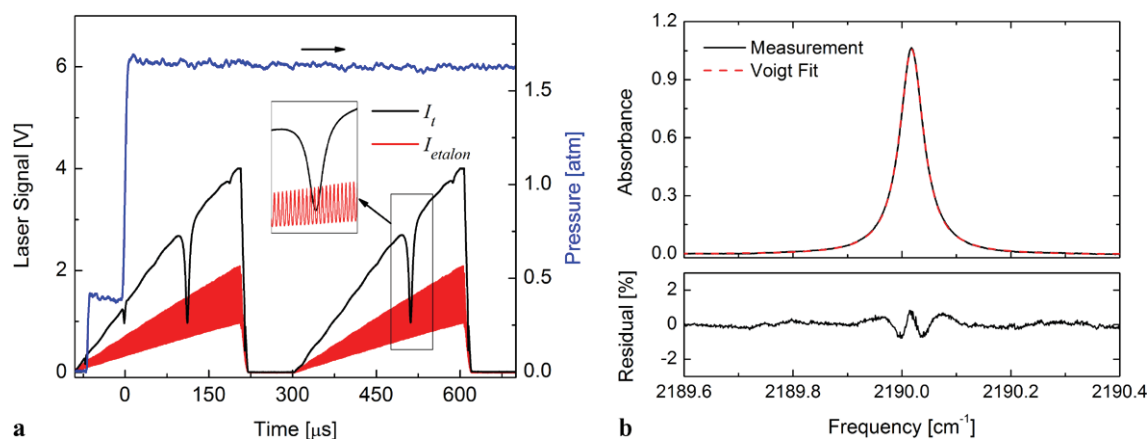 6
4
2
0
Laser Signal [V]
I_t
I_etalon
1.5
1.0
0.5
0.0
Pressure [atm]
0 150 300 450 600
Time [μs]
a
1.2
0.9
0.6
0.3
0.0
Absorbance
Measurement
Voigt Fit
2
0
-2
Residual [%]
2189.6 2189.8 2190.0 2190.2 2190.4
Frequency [cm⁻¹]
b